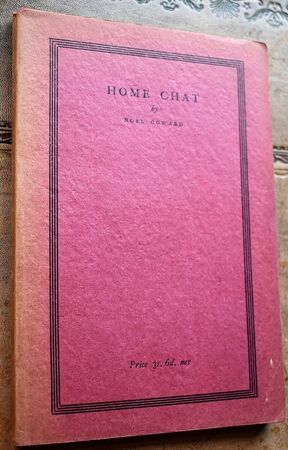 HOME CHAT
by
NOEL COWARD
Price 3s. 6d. net